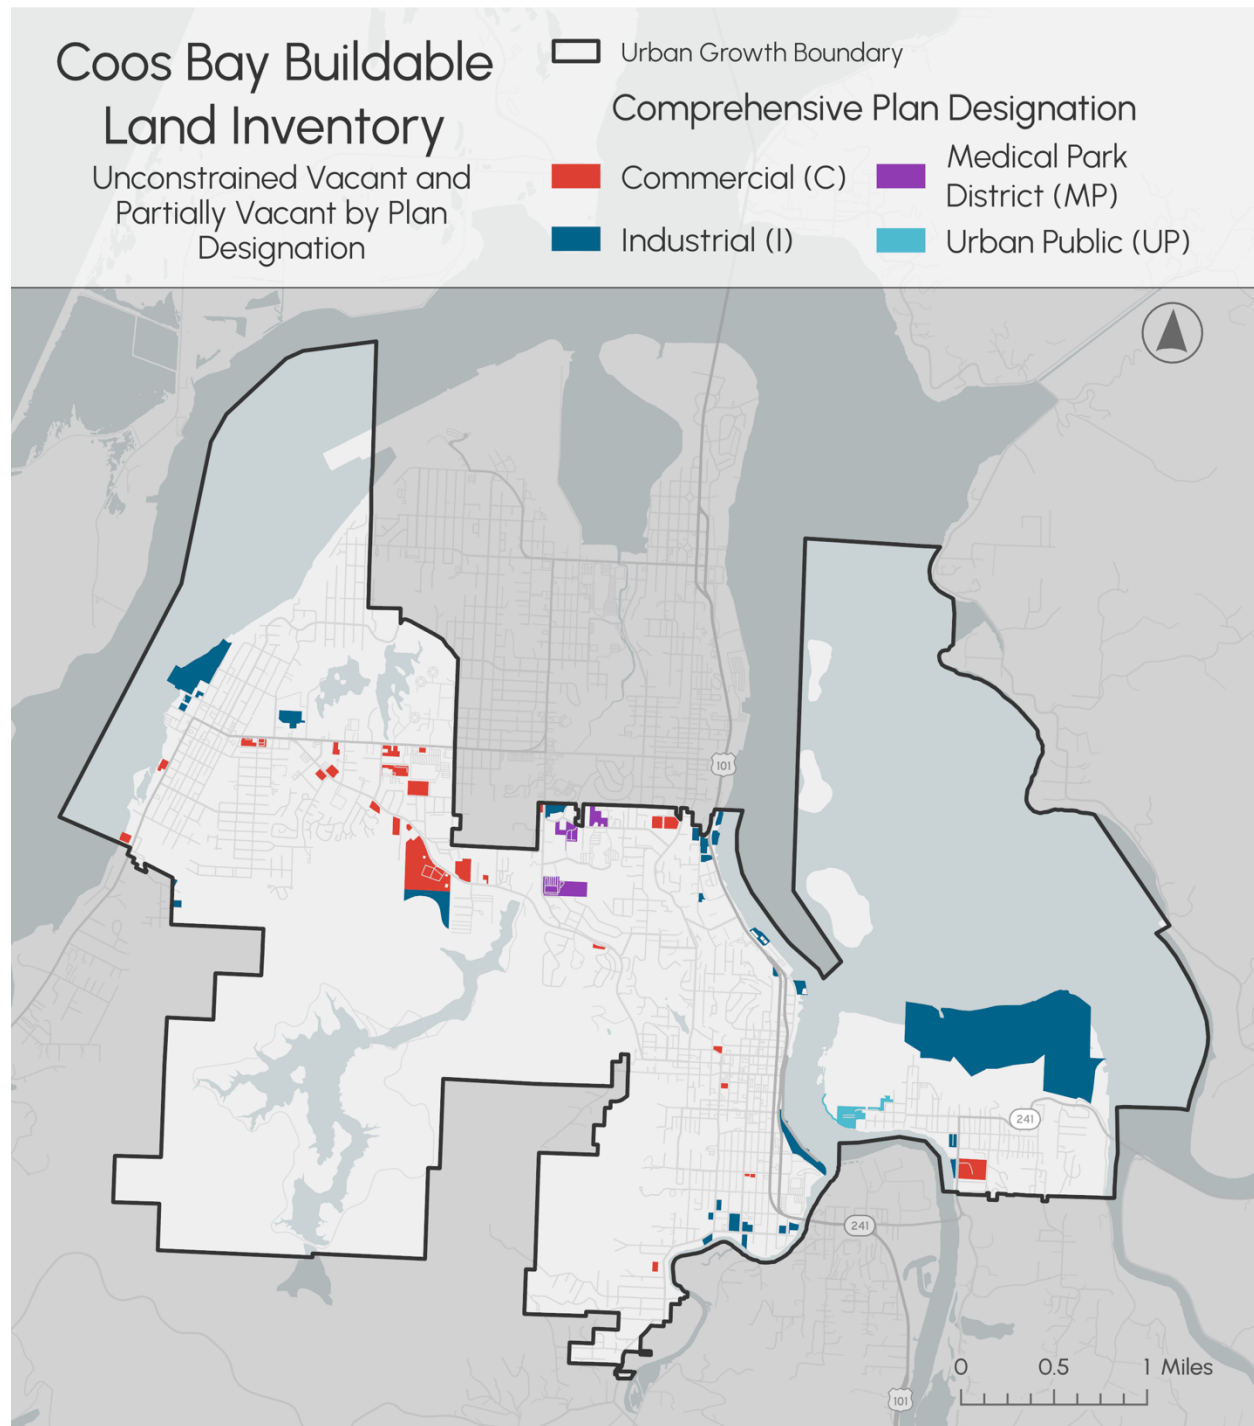 Coos Bay Buildable
Land Inventory
Unconstrained Vacant and
Partially Vacant by Plan
Designation
Urban Growth Boundary
Comprehensive Plan Designation
Commercial (C)
Industrial (I)
Medical Park
District (MP)
Urban Public (UP)
101
241
241
0 0.5 1 Miles
101